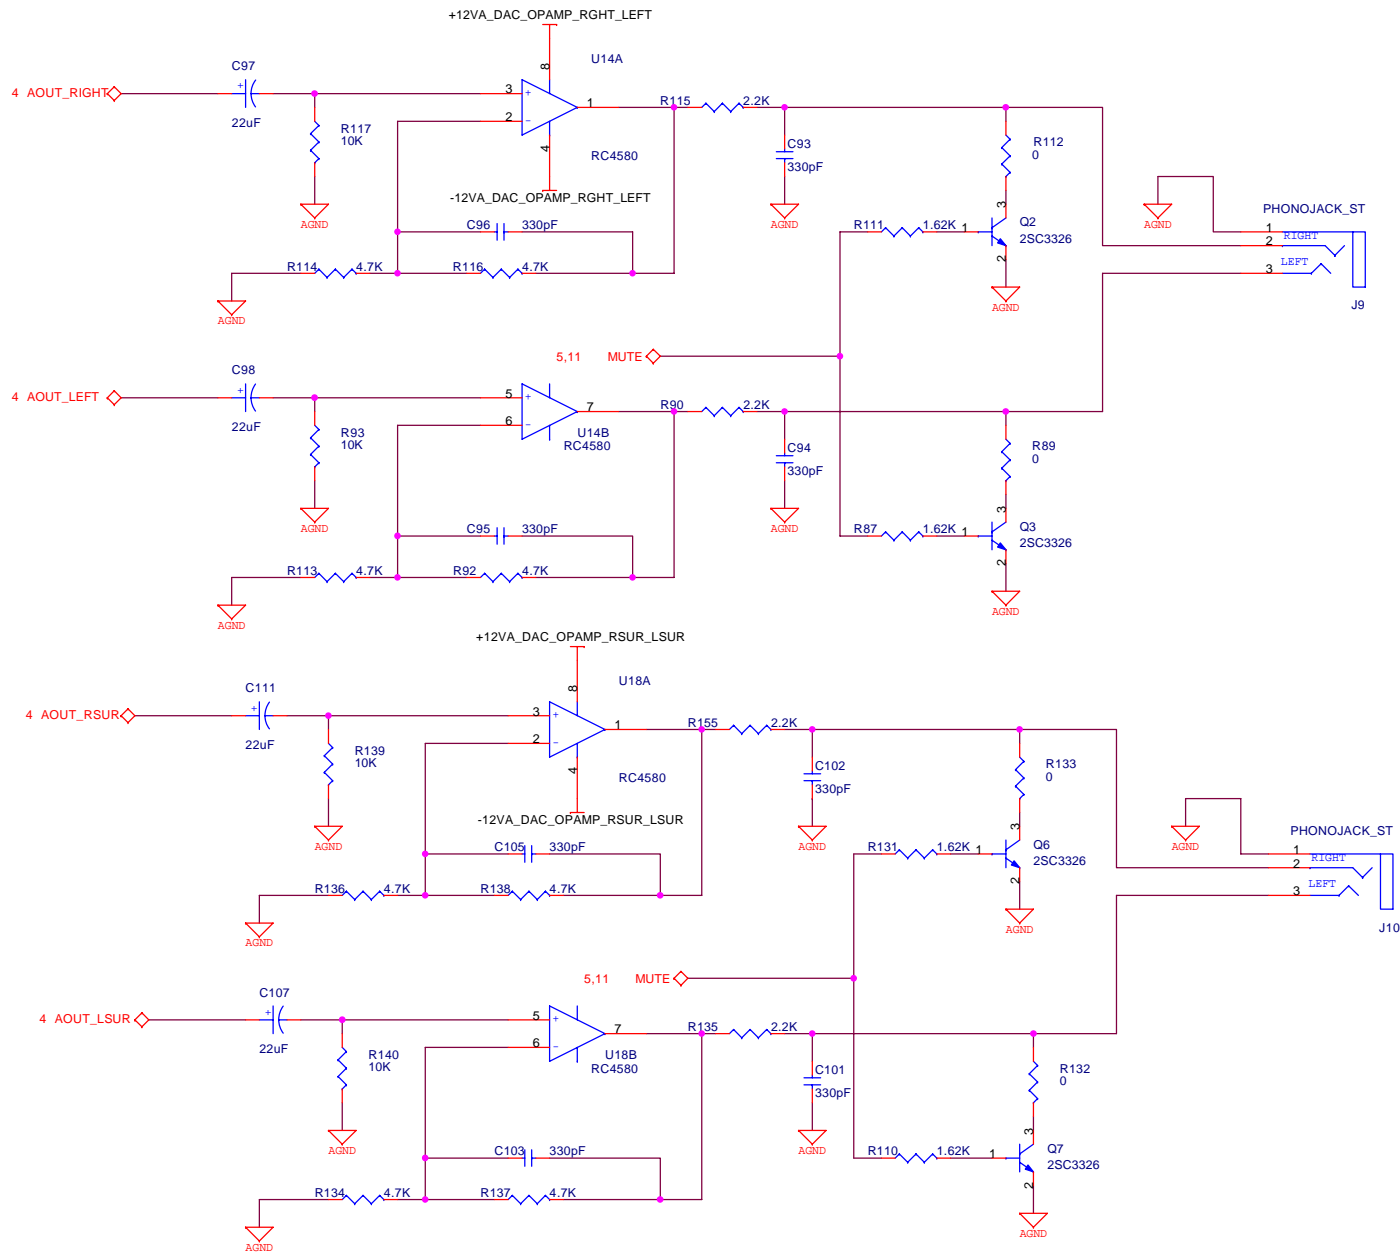 +12VA_DAC_OPAMP_RGHT_LEFT
U14A
C97
4 AOUT_RIGHT
22uF
R117
10K
8
3
2
1
4
RC4580
-12VA_DAC_OPAMP_RGHT_LEFT
R115 2.2K
C93
330pF
R112
0
AGND
AGND
C96 330pF
R114 4.7K
R116 4.7K
AGND
R111 1.62K
1
3
2
Q2
2SC3326
AGND
AGND
PHONOJACK_ST
1
2 RIGHT
3 LEFT
J9
5,11 MUTE
C98
4 AOUT_LEFT
22uF
R93
10K
5
6
7
U14B
RC4580
R90 2.2K
C94
330pF
R89
0
AGND
AGND
C95 330pF
R113 4.7K
R92 4.7K
AGND
R87 1.62K
1
3
2
Q3
2SC3326
AGND
+12VA_DAC_OPAMP_RSUR_LSUR
U18A
C111
4 AOUT_RSUR
22uF
R139
10K
8
3
2
1
4
RC4580
-12VA_DAC_OPAMP_RSUR_LSUR
R155 2.2K
C102
330pF
R133
0
AGND
AGND
C105 330pF
R136 4.7K
R138 4.7K
AGND
R131 1.62K
1
3
2
Q6
2SC3326
AGND
AGND
PHONOJACK_ST
1
2 RIGHT
3 LEFT
J10
5,11 MUTE
C107
4 AOUT_LSUR
22uF
R140
10K
5
6
7
U18B
RC4580
R135 2.2K
C101
330pF
R132
0
AGND
AGND
C103 330pF
R134 4.7K
R137 4.7K
AGND
R110 1.62K
1
3
2
Q7
2SC3326
AGND